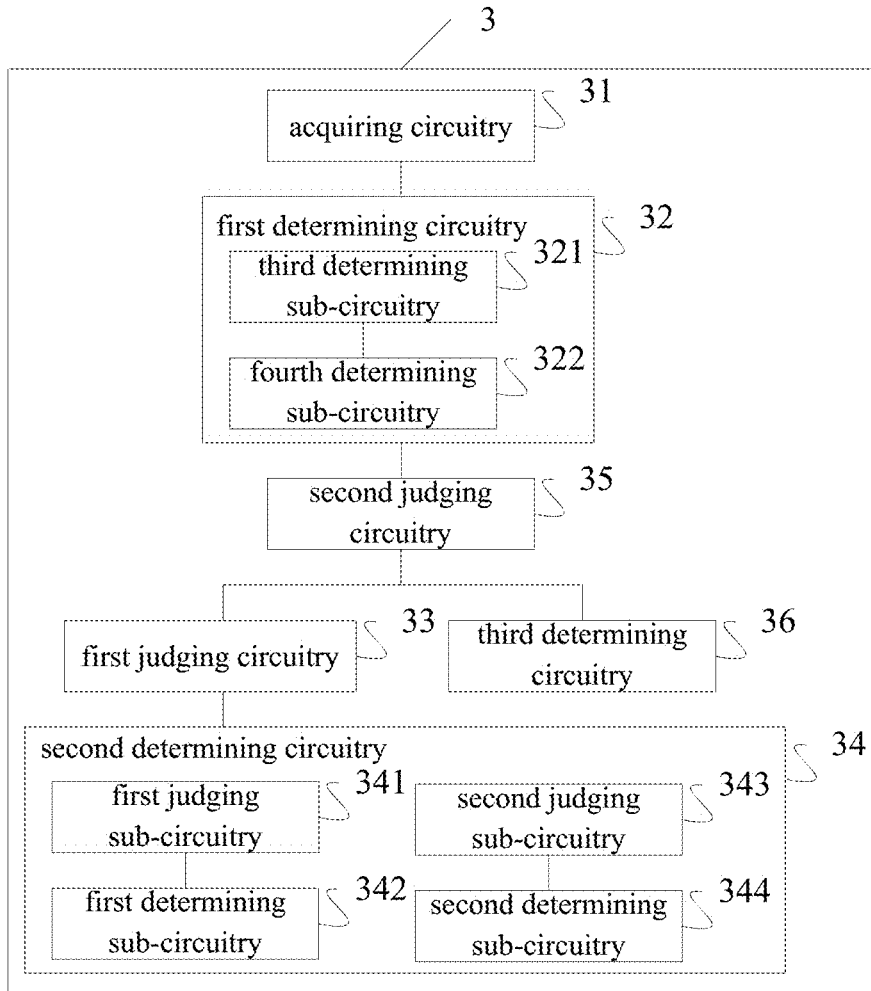 3
31
acquiring circuitry
32
first determining circuitry
321
third determining
sub-circuitry
322
fourth determining
sub-circuitry
35
second judging
circuitry
33
first judging circuitry
36
third determining
circuitry
34
second determining circuitry
341
first judging
sub-circuitry
343
second judging
sub-circuitry
342
first determining
sub-circuitry
344
second determining
sub-circuitry